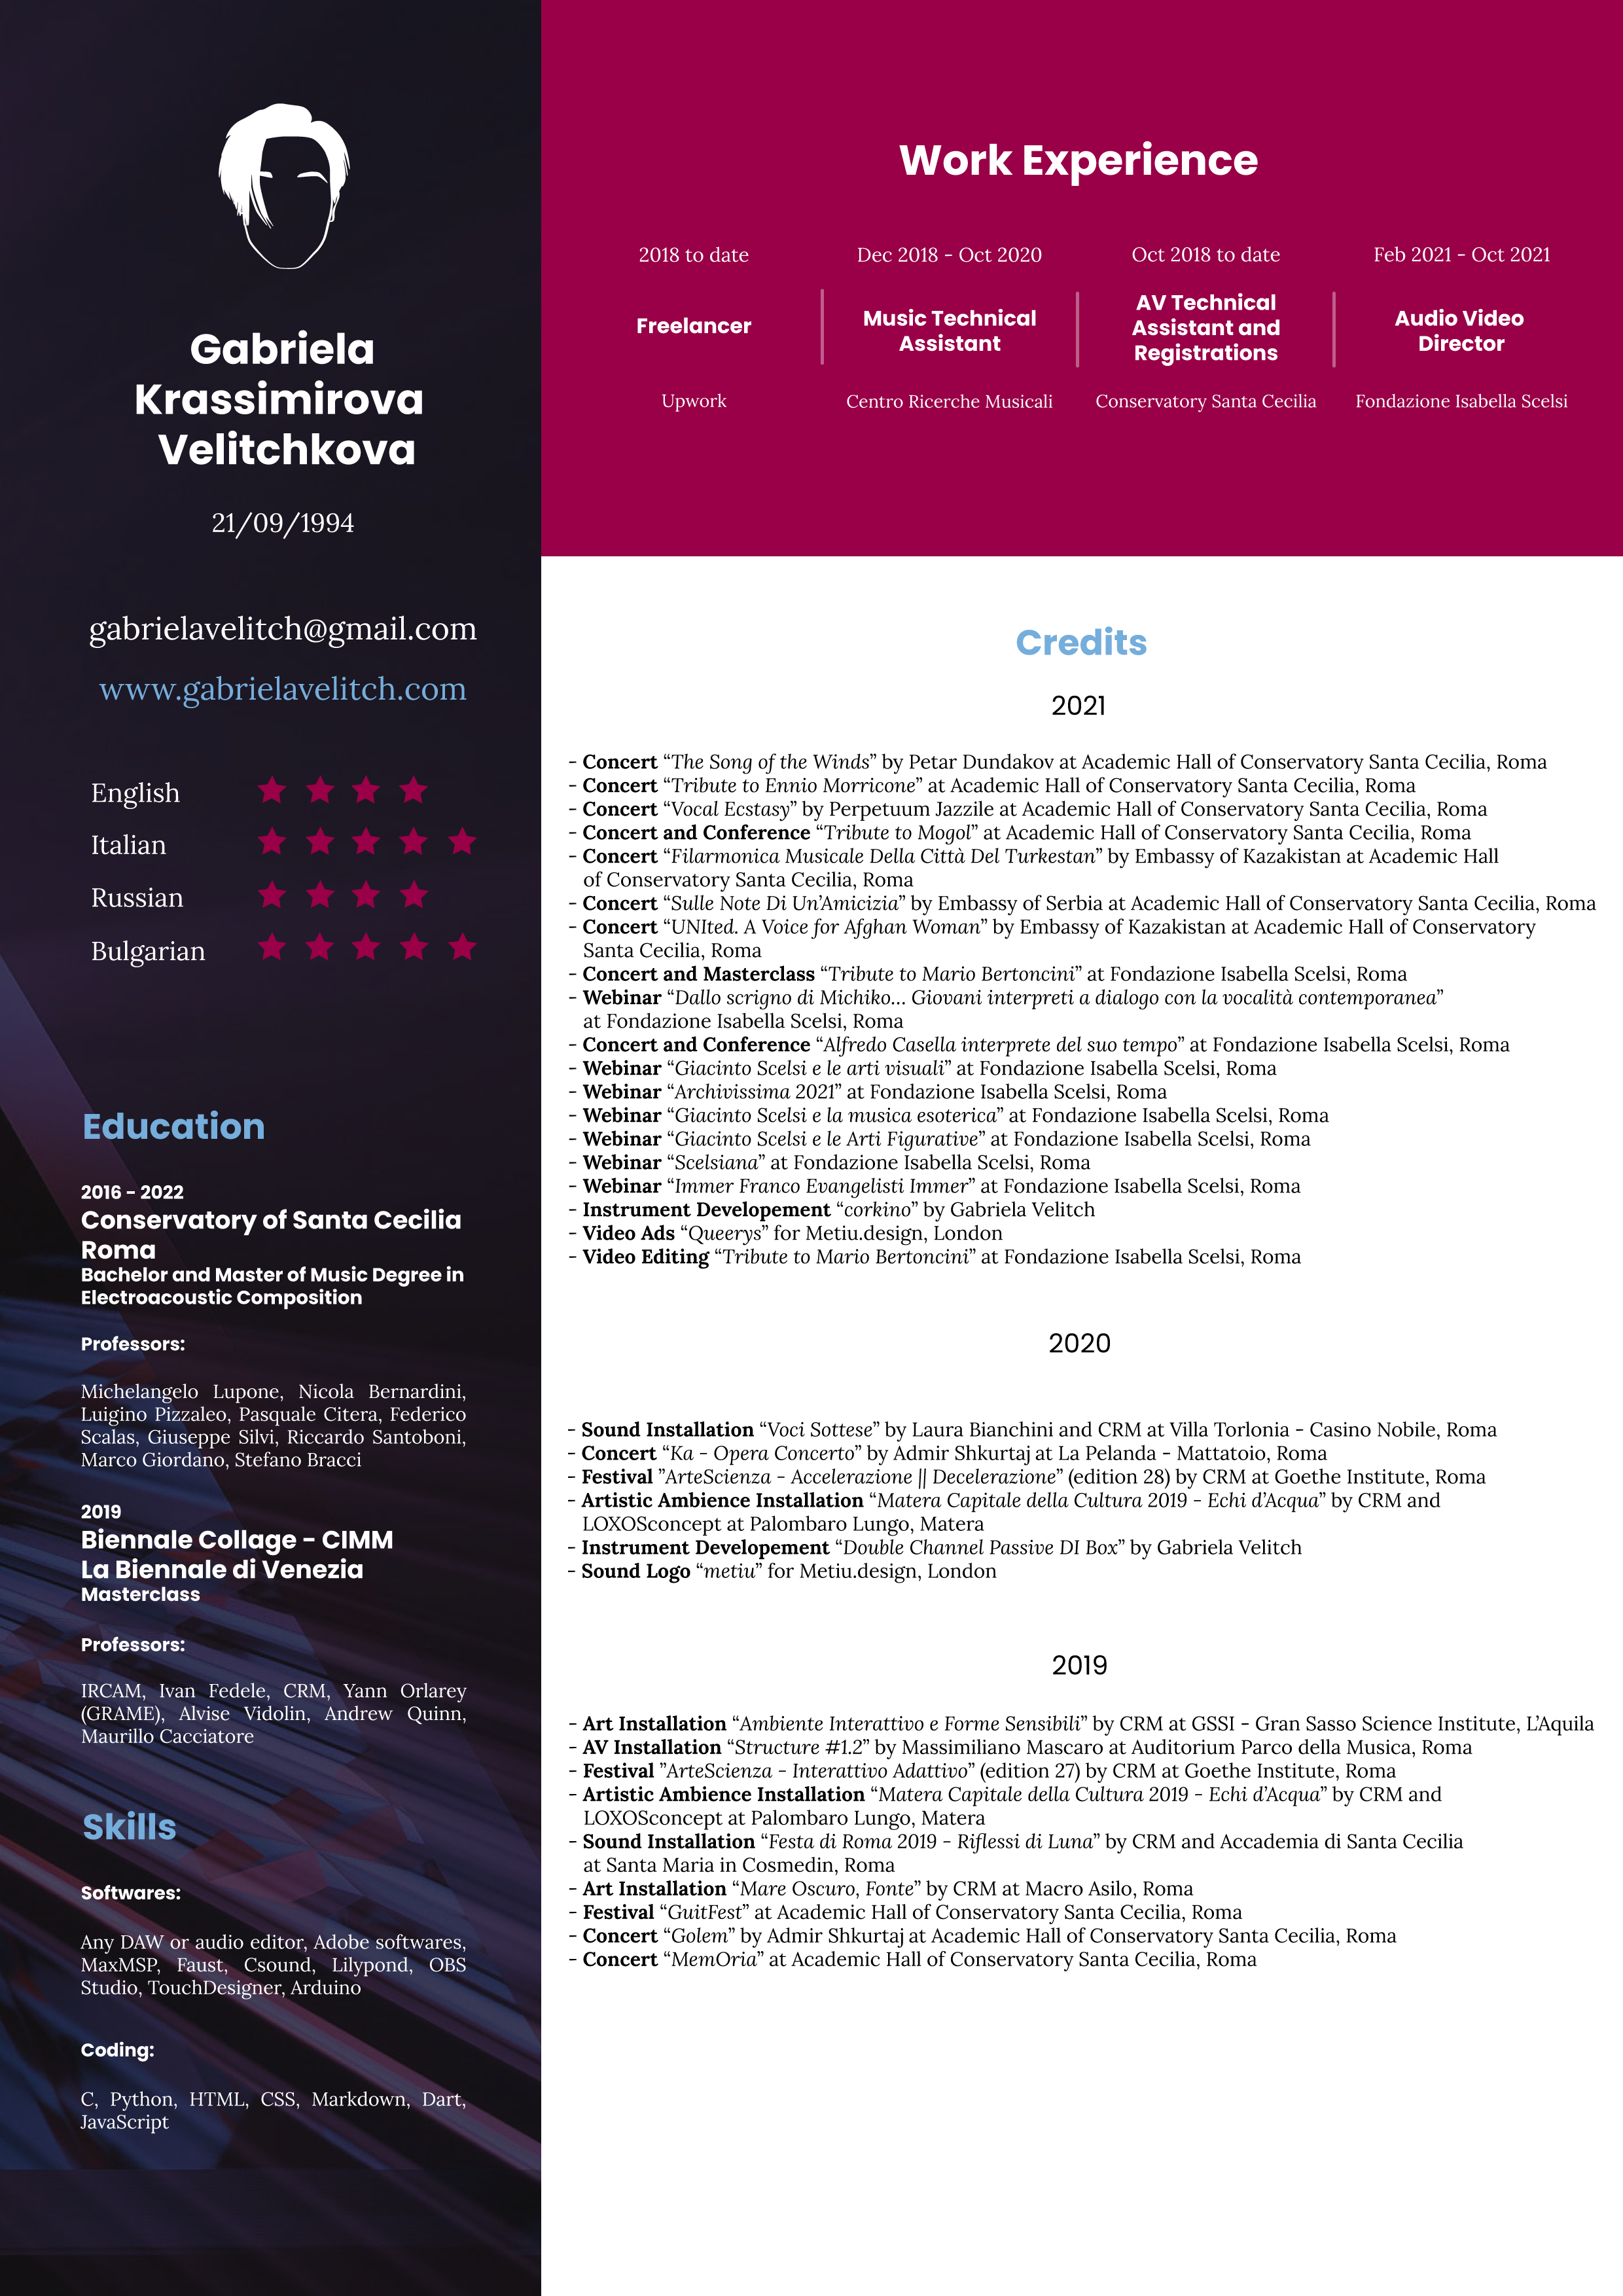 Gabriela
Krassimirova
Velitchkova
21/09/1994
gabrielavelitch@gmail.com
www.gabrielavelitch.com
English
Italian
Russian
Bulgarian
Education
2016 - 2022
Conservatory of Santa Cecilia
Roma
Bachelor and Master of Music Degree in
Electroacoustic Composition
Professors:
Michelangelo Lupone, Nicola Bernardini,
Luigino Pizzaleo, Pasquale Citera, Federico
Scalas, Giuseppe Silvi, Riccardo Santoboni,
Marco Giordano, Stefano Bracci
2019
Biennale Collage - CIMM
La Biennale di Venezia
Masterclass
Professors:
IRCAM, Ivan Fedele, CRM, Yann Orlarey
(GRAME), Alvise Vidolin, Andrew Quinn,
Maurillo Cacciatore
Skills
Softwares:
Any DAW or audio editor, Adobe softwares,
MaxMSP, Faust, Csound, Lilypond, OBS
Studio, TouchDesigner, Arduino
Coding:
C, Python, HTML, CSS, Markdown, Dart,
JavaScript
Work Experience
2018 to date
Freelancer
Upwork
Dec 2018 - Oct 2020
Music Technical
Assistant
Centro Ricerche Musicali
Oct 2018 to date
AV Technical
Assistant and
Registrations
Conservatory Santa Cecilia
Feb 2021 - Oct 2021
Audio Video
Director
Fondazione Isabella Scelsi
Credits
2021
- Concert “The Song of the Winds” by Petar Dundakov at Academic Hall of Conservatory Santa Cecilia, Roma
- Concert “Tribute to Ennio Morricone” at Academic Hall of Conservatory Santa Cecilia, Roma
- Concert “Vocal Ecstasy” by Perpetuum Jazzile at Academic Hall of Conservatory Santa Cecilia, Roma
- Concert and Conference “Tribute to Mogol” at Academic Hall of Conservatory Santa Cecilia, Roma
- Concert “Filarmonica Musicale Della Città Del Turkestan” by Embassy of Kazakistan at Academic Hall
of Conservatory Santa Cecilia, Roma
- Concert “Sulle Note Di Un’Amicizia” by Embassy of Serbia at Academic Hall of Conservatory Santa Cecilia, Roma
- Concert “UNIted. A Voice for Afghan Woman” by Embassy of Kazakistan at Academic Hall of Conservatory
Santa Cecilia, Roma
- Concert and Masterclass “Tribute to Mario Bertoncini” at Fondazione Isabella Scelsi, Roma
- Webinar “Dallo scrigno di Michiko... Giovani interpreti a dialogo con la vocalità contemporanea”
at Fondazione Isabella Scelsi, Roma
- Concert and Conference “Alfredo Casella interprete del suo tempo” at Fondazione Isabella Scelsi, Roma
- Webinar “Giacinto Scelsi e le arti visuali” at Fondazione Isabella Scelsi, Roma
- Webinar “Archivissima 2021” at Fondazione Isabella Scelsi, Roma
- Webinar “Giacinto Scelsi e la musica esoterica” at Fondazione Isabella Scelsi, Roma
- Webinar “Giacinto Scelsi e le Arti Figurative” at Fondazione Isabella Scelsi, Roma
- Webinar “Scelsiana” at Fondazione Isabella Scelsi, Roma
- Webinar “Immer Franco Evangelisti Immer” at Fondazione Isabella Scelsi, Roma
- Instrument Developement “corkino” by Gabriela Velitch
- Video Ads “Queerys” for Metiu.design, London
- Video Editing “Tribute to Mario Bertoncini” at Fondazione Isabella Scelsi, Roma
2020
- Sound Installation “Voci Sottese” by Laura Bianchini and CRM at Villa Torlonia - Casino Nobile, Roma
- Concert “Ka - Opera Concerto” by Admir Shkurtaj at La Pelanda - Mattatoio, Roma
- Festival ”ArteScienza - Accelerazione || Decelerazione” (edition 28) by CRM at Goethe Institute, Roma
- Artistic Ambience Installation “Matera Capitale della Cultura 2019 - Echi d’Acqua” by CRM and
LOXOSconcept at Palombaro Lungo, Matera
- Instrument Developement “Double Channel Passive DI Box” by Gabriela Velitch
- Sound Logo “metiu” for Metiu.design, London
2019
- Art Installation “Ambiente Interattivo e Forme Sensibili” by CRM at GSSI - Gran Sasso Science Institute, L’Aquila
- AV Installation “Structure #1.2” by Massimiliano Mascaro at Auditorium Parco della Musica, Roma
- Festival ”ArteScienza - Interattivo Adattivo” (edition 27) by CRM at Goethe Institute, Roma
- Artistic Ambience Installation “Matera Capitale della Cultura 2019 - Echi d’Acqua” by CRM and
LOXOSconcept at Palombaro Lungo, Matera
- Sound Installation “Festa di Roma 2019 - Riflessi di Luna” by CRM and Accademia di Santa Cecilia
at Santa Maria in Cosmedin, Roma
- Art Installation “Mare Oscuro, Fonte” by CRM at Macro Asilo, Roma
- Festival “GuitFest” at Academic Hall of Conservatory Santa Cecilia, Roma
- Concert “Golem” by Admir Shkurtaj at Academic Hall of Conservatory Santa Cecilia, Roma
- Concert “MemOria” at Academic Hall of Conservatory Santa Cecilia, Roma